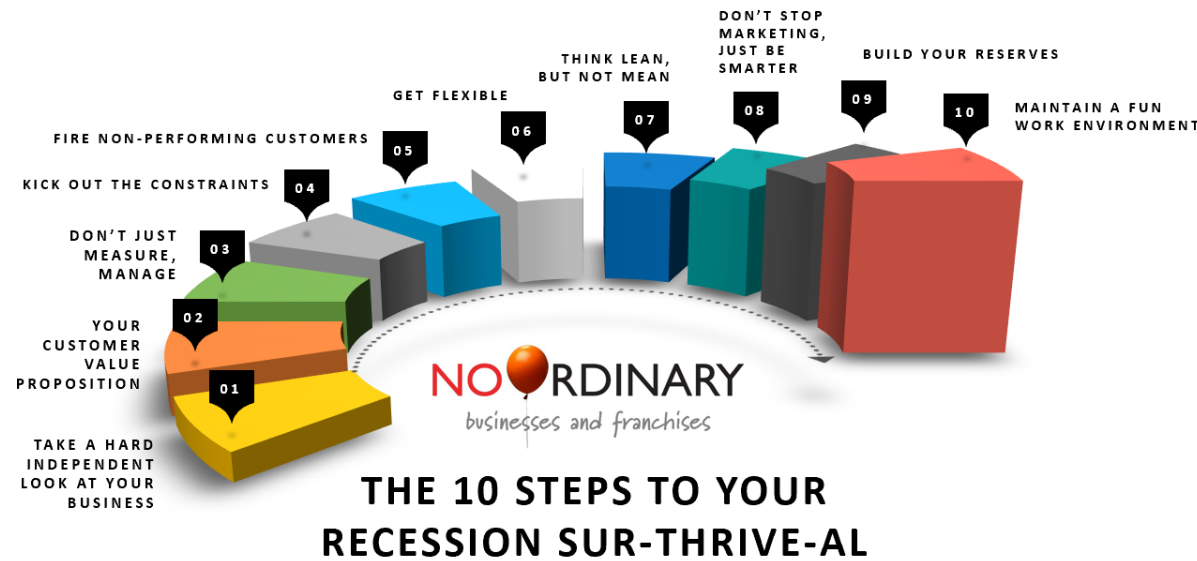 01
TAKE A HARD
INDEPENDENT
LOOK AT YOUR
BUSINESS
02
YOUR
CUSTOMER
VALUE
PROPOSITION
03
DON'T JUST
MEASURE,
MANAGE
04
KICK OUT THE CONSTRAINTS
05
FIRE NON-PERFORMING CUSTOMERS
06
GET FLEXIBLE
07
THINK LEAN,
BUT NOT MEAN
08
DON'T STOP
MARKETING,
JUST BE
SMARTER
09
BUILD YOUR RESERVES
10
MAINTAIN A FUN
WORK ENVIRONMENT
NO ORDINARY
businesses and franchises
THE 10 STEPS TO YOUR
RECESSION SUR-THRIVE-AL